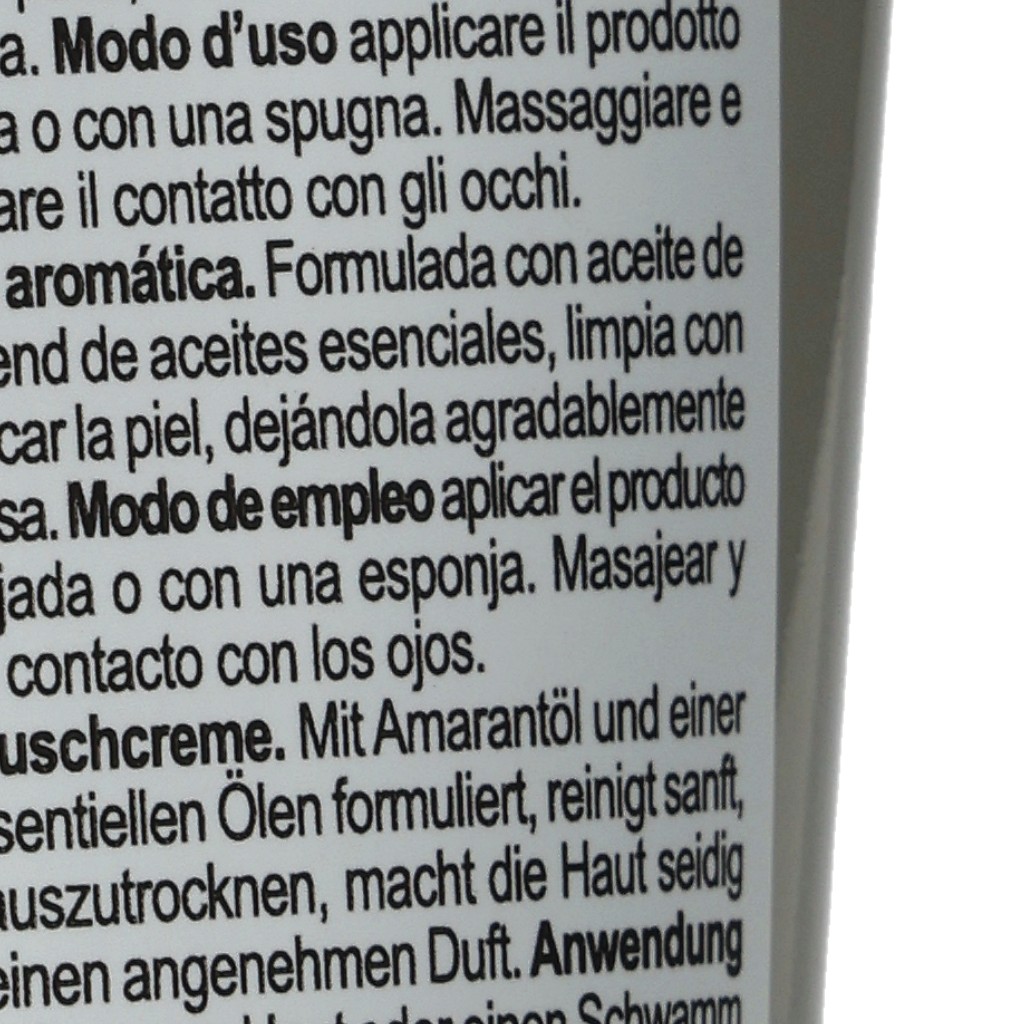 a. Modo d'uso applicare il prodotto
a o con una spugna. Massaggiare e
are il contatto con gli occhi.
aromática. Formulada con aceite de
end de aceites esenciales, limpia con
car la piel, dejándola agradablemente
sa. Modo de empleo aplicar el producto
jada o con una esponja. Masajear y
contacto con los ojos.
uschcreme. Mit Amarantöl und einer
sentiellen Ölen formuliert, reinigt sanft,
auszutrocknen, macht die Haut seidig
einen angenehmen Duft. Anwendung
oder einen Schwamm